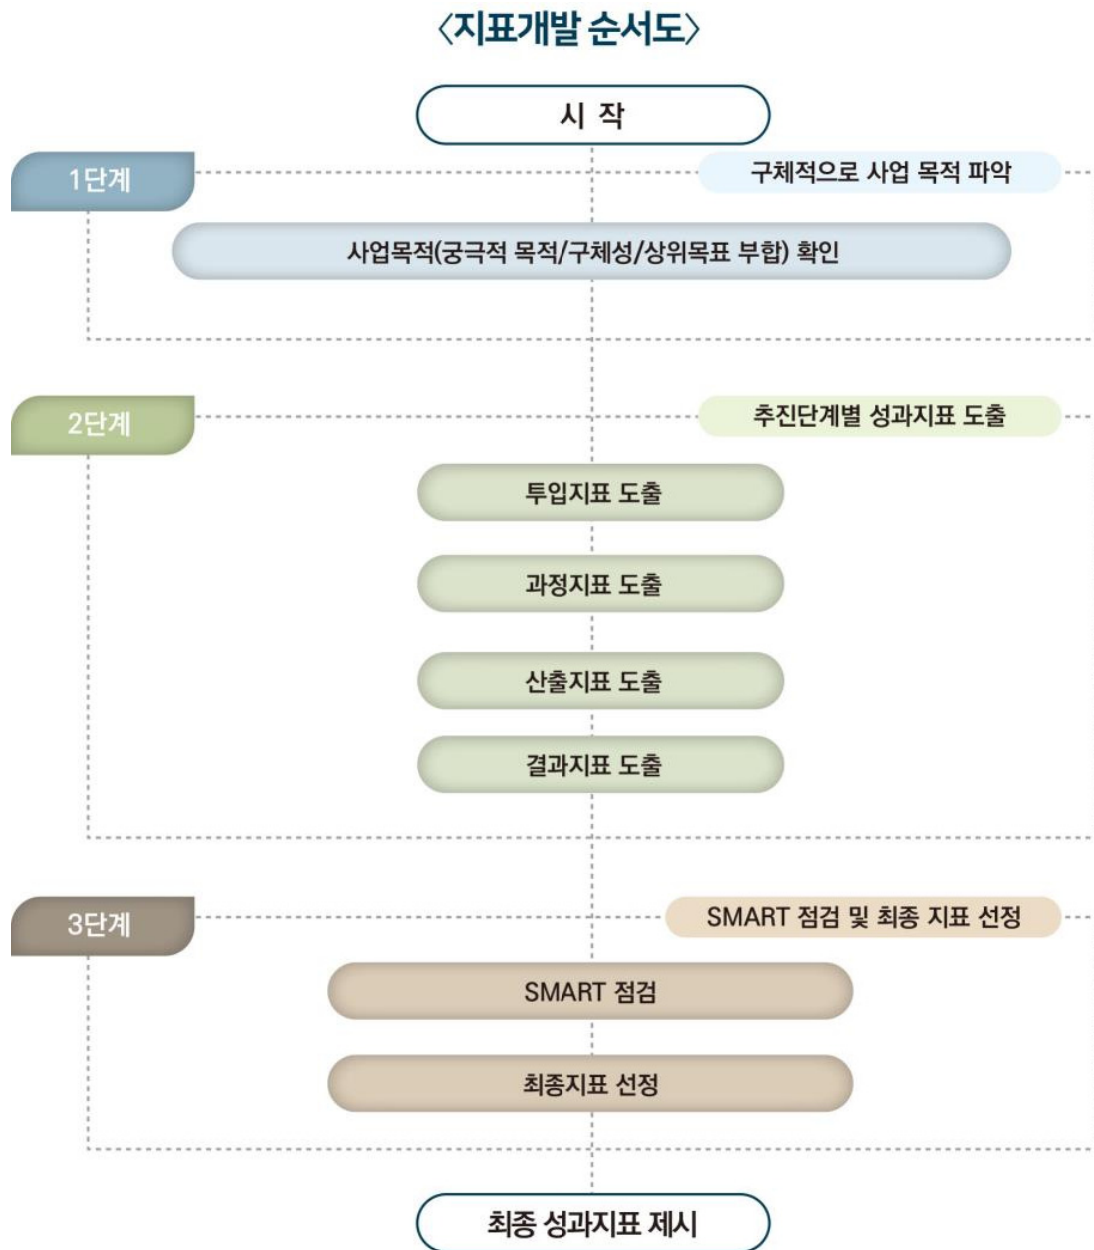 〈지표개발 순서도〉
시 작
1단계
구체적으로 사업 목적 파악
사업목적(궁극적 목적/구체성/상위목표 부합) 확인
2단계
추진단계별 성과지표 도출
투입지표 도출
과정지표 도출
산출지표 도출
결과지표 도출
3단계
SMART 점검 및 최종 지표 선정
SMART 점검
최종지표 선정
최종 성과지표 제시